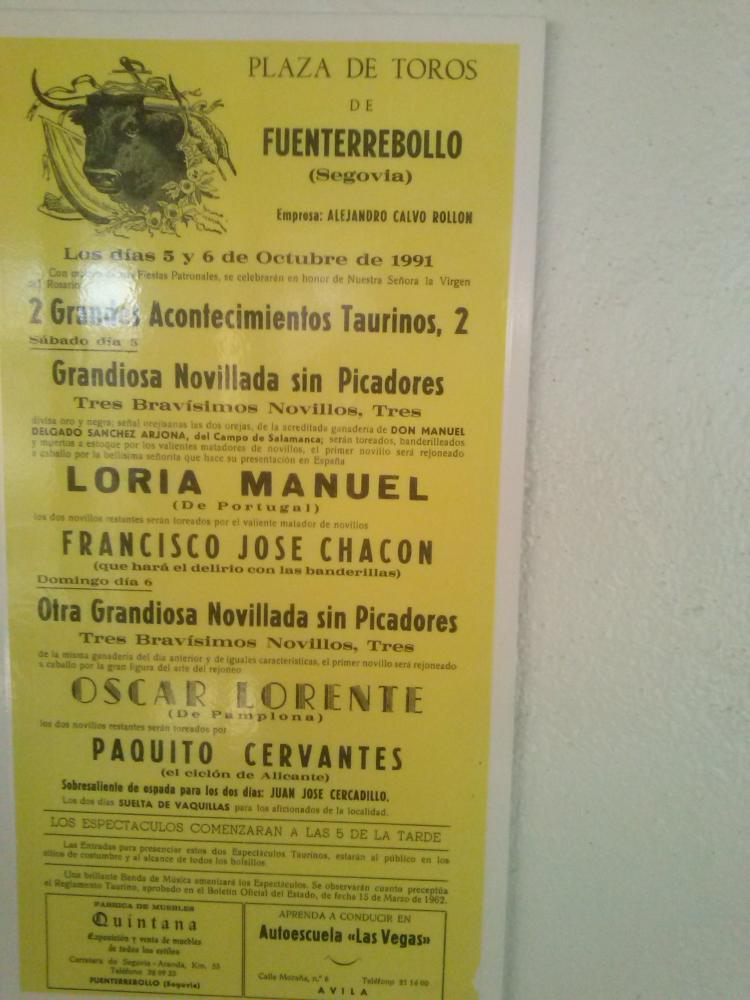 PLAZA DE TOROS
DE
FUENTERREBOLLO
(Segovia)
Empresa: ALEJANDRO CALVO ROLLON
Los días 5 y 6 de Octubre de 1991
Con Fiestas Patronales, se celebrarán en honor de Nuestra Señora la Virgen
del Rosario
2 Grandes Acontecimientos Taurinos, 2
Sábado día 5
Grandiosa Novillada sin Picadores
Tres Bravísimos Novillos, Tres
divisa oro y negra; señal orejisanas las dos orejas, de la acreditada ganadería de DON MANUEL
DELGADO SANCHEZ ARJONA, del Campo de Salamanca; serán toreados, banderilleados
y muertos a estoque por los valientes matadores de novillos, el primer novillo será rejoneado
a caballo por la bellísima señorita que hace su presentación en España
LORIA MANUEL
(De Portugal)
los dos novillos restantes serán toreados por el valiente matador de novillos
FRANCISCO JOSE CHACON
(que hará el delirio con las banderillas)
Domingo día 6
Otra Grandiosa Novillada sin Picadores
Tres Bravísimos Novillos, Tres
de la misma ganadería del día anterior y de iguales características, el primer novillo será rejoneado
a caballo por la gran figura del arte del rejoneo
OSCAR LORENTE
(De Pamplona)
los dos novillos restantes serán toreados por
PAQUITO CERVANTES
(el ciclón de Alicante)
Sobresaliente de espada para los dos días: JUAN JOSE CERCADILLO.
Los dos días SUELTA DE VAQUILLAS para los aficionados de la localidad.
LOS ESPECTACULOS COMENZARAN A LAS 5 DE LA TARDE
Las Entradas para presenciar estos dos Espectáculos Taurinos, estarán al público en los
sitios de costumbre y al alcance de todos los bolsillos.
Una brillante Banda de Música amenizará los Espectáculos. Se observarán cuanto preceptúa
el Reglamento Taurino, aprobado en el Boletín Oficial del Estado, de fecha 15 de Marzo de 1962.
FABRICA DE MUEBLES
Quintana
Exposición y venta de muebles
de todos los estilos
Carretera de Segovia - Aranda, Km. 55
Teléfono
FUENTERREBOLLO (Segovia)
APRENDA A CONDUCIR EN
Autoescuela «Las Vegas»
Calle Moraña, n.º 6 Teléfono 21 14 00
AVILA